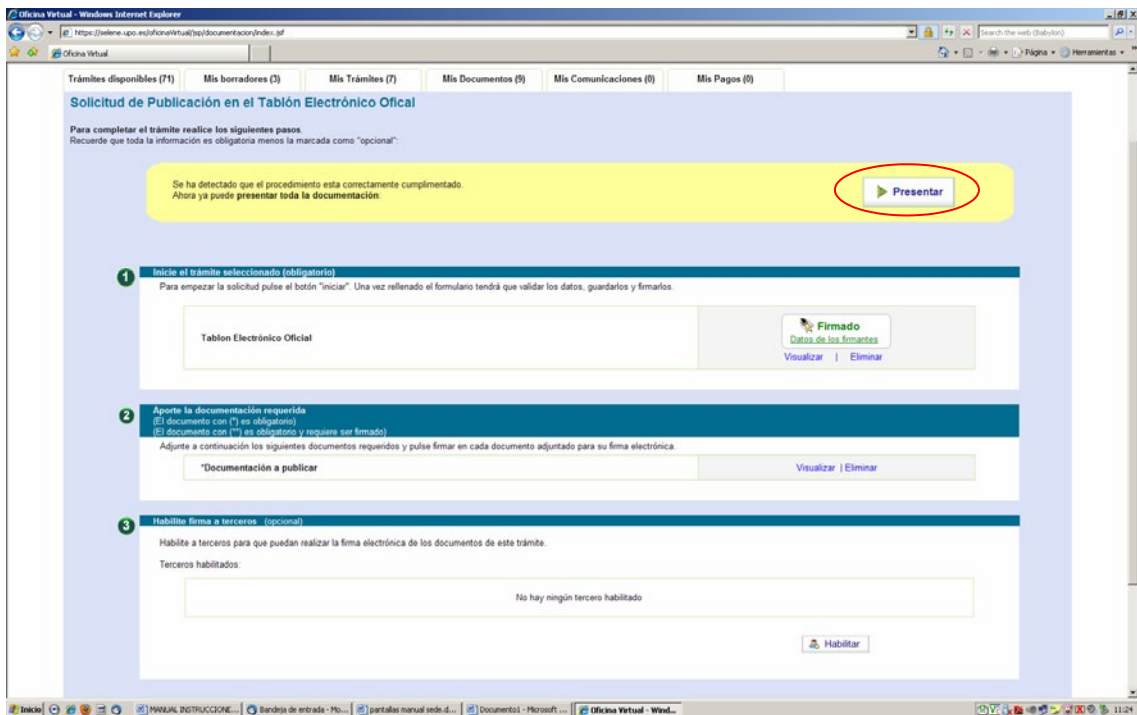 Oficina Virtual - Windows Internet Explorer
https://selene.upo.es/oficinaVirtual/jsp/documentacion/index.jsf
Search the web (Babylon)
Oficina Virtual
Página
Herramientas
Trámites disponibles (71) Mis borradores (3) Mis Trámites (7) Mis Documentos (9) Mis Comunicaciones (0) Mis Pagos (0)
Solicitud de Publicación en el Tablón Electrónico Ofical
Para completar el trámite realice los siguientes pasos.
Recuerde que toda la información es obligatoria menos la marcada como "opcional":
Se ha detectado que el procedimiento esta correctamente cumplimentado.
Ahora ya puede presentar toda la documentación.
Presentar
1
Inicie el trámite seleccionado (obligatorio)
Para empezar la solicitud pulse el botón "iniciar". Una vez rellenado el formulario tendrá que validar los datos, guardarlos y firmarlos.
Tablon Electrónico Oficial
Firmado
Datos de los firmantes
Visualizar | Eliminar
2
Aporte la documentación requerida
(El documento con (*) es obligatorio)
(El documento con (**) es obligatorio y requiere ser firmado)
Adjunte a continuación los siguientes documentos requeridos y pulse firmar en cada documento adjuntado para su firma electrónica.
*Documentación a publicar
Visualizar | Eliminar
3
Habilite firma a terceros (opcional)
Habilite a terceros para que puedan realizar la firma electrónica de los documentos de este trámite.
Terceros habilitados:
No hay ningún tercero habilitado
Habilitar
Inicio MANUAL INSTRUCCIONE... Bandeja de entrada - Mo... pantallas manual sede.d... Documento1 - Microsoft ... Oficina Virtual - Wind... 11:24